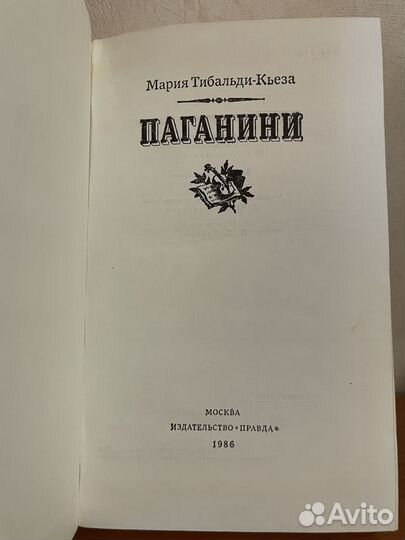 Мария Тибальди-Кьеза
ПАГАНИНИ
МОСКВА
ИЗДАТЕЛЬСТВО «ПРАВДА»
1986
Avito